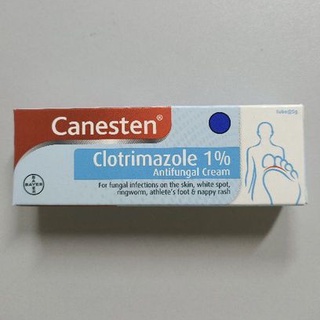 Canesten®
Clotrimazole 1%
Antifungal Cream
For fungal infections on the skin, white spot,
ringworm, athlete's foot & nappy rash
BAYER